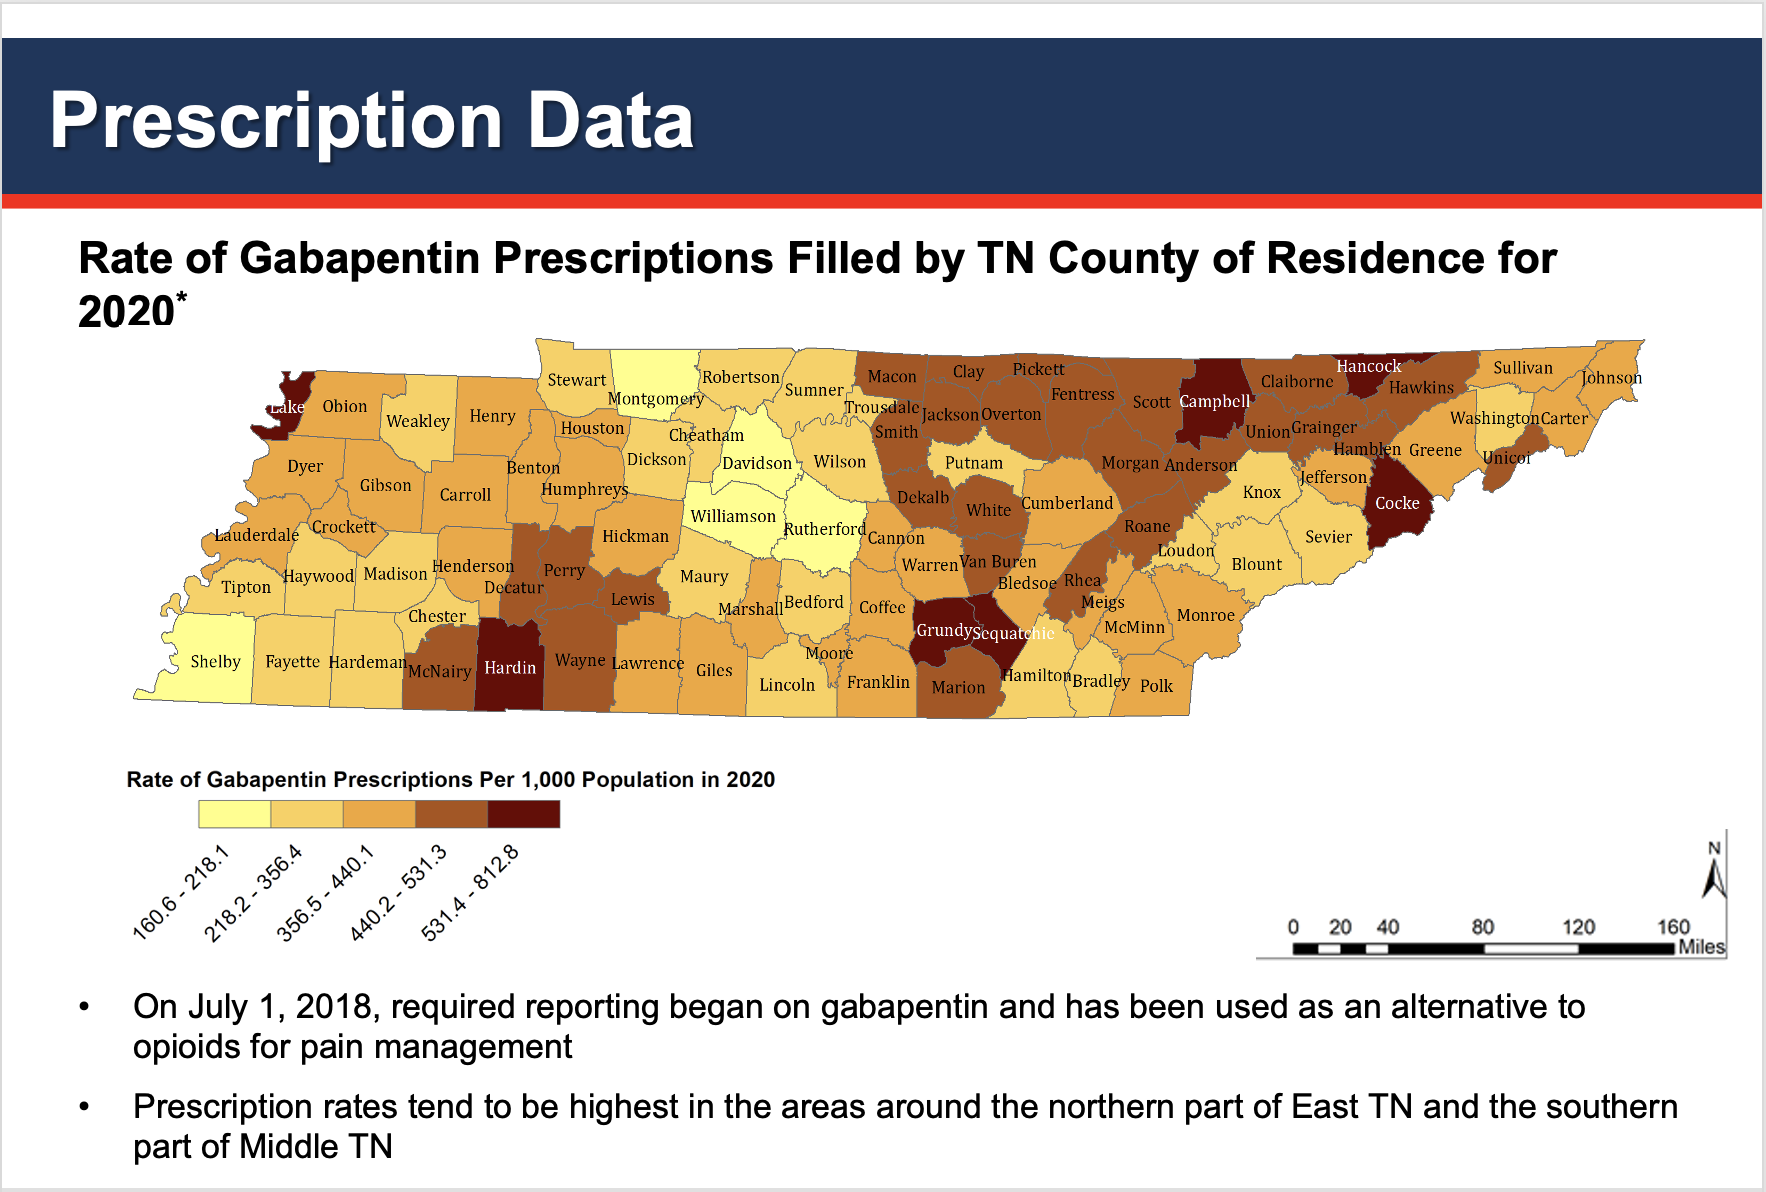 Prescription Data
Rate of Gabapentin Prescriptions Filled by TN County of Residence for
2020*
Stewart
Montgomery
Robertson
Sumner
Macon
Clay
Pickett
Fentress
Scott
Campbell
Claiborne
Hancock
Hawkins
Sullivan
Johnson
Lake
Obion
Weakley
Henry
Houston
Cheatham
Trousdale
Jackson
Overton
Smith
Union
Grainger
Hamblen
Greene
Washington
Carter
Unicoi
Dyer
Gibson
Carroll
Benton
Humphreys
Dickson
Davidson
Wilson
Putnam
Morgan
Anderson
Knox
Jefferson
Cocke
Lauderdale
Crockett
Hickman
Williamson
Rutherford
Cannon
Dekalb
White
Cumberland
Roane
Loudon
Blount
Sevier
Tipton
Haywood
Madison
Henderson
Decatur
Perry
Lewis
Maury
Marshall
Bedford
Coffee
Warren
Van Buren
Bledsoe
Rhea
Meigs
McMinn
Monroe
Chester
Shelby
Fayette
Hardeman
McNairy
Hardin
Wayne
Lawrence
Giles
Lincoln
Moore
Franklin
Grundy
Sequatchie
Marion
Hamilton
Bradley
Polk
Rate of Gabapentin Prescriptions Per 1,000 Population in 2020
160.6 - 218.1
218.2 - 356.4
356.5 - 440.1
440.2 - 531.3
531.4 - 812.8
N
0 20 40 80 120 160
Miles
• On July 1, 2018, required reporting began on gabapentin and has been used as an alternative to
opioids for pain management
• Prescription rates tend to be highest in the areas around the northern part of East TN and the southern
part of Middle TN